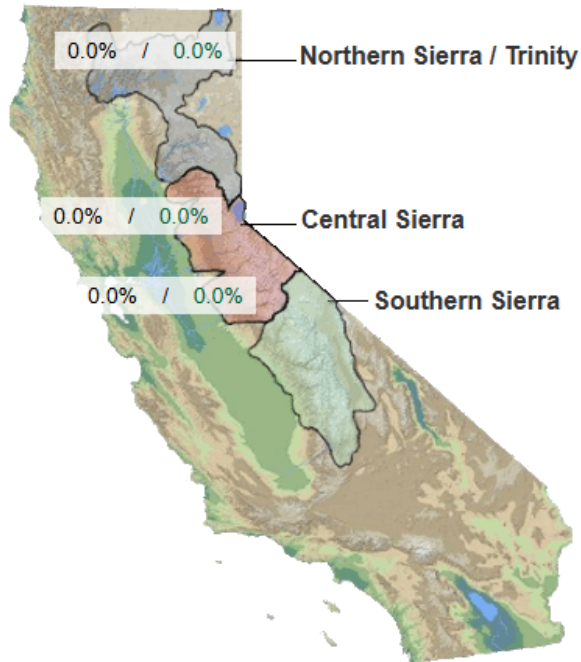 0.0% / 0.0%
Northern Sierra / Trinity
0.0% / 0.0%
Central Sierra
0.0% / 0.0%
Southern Sierra